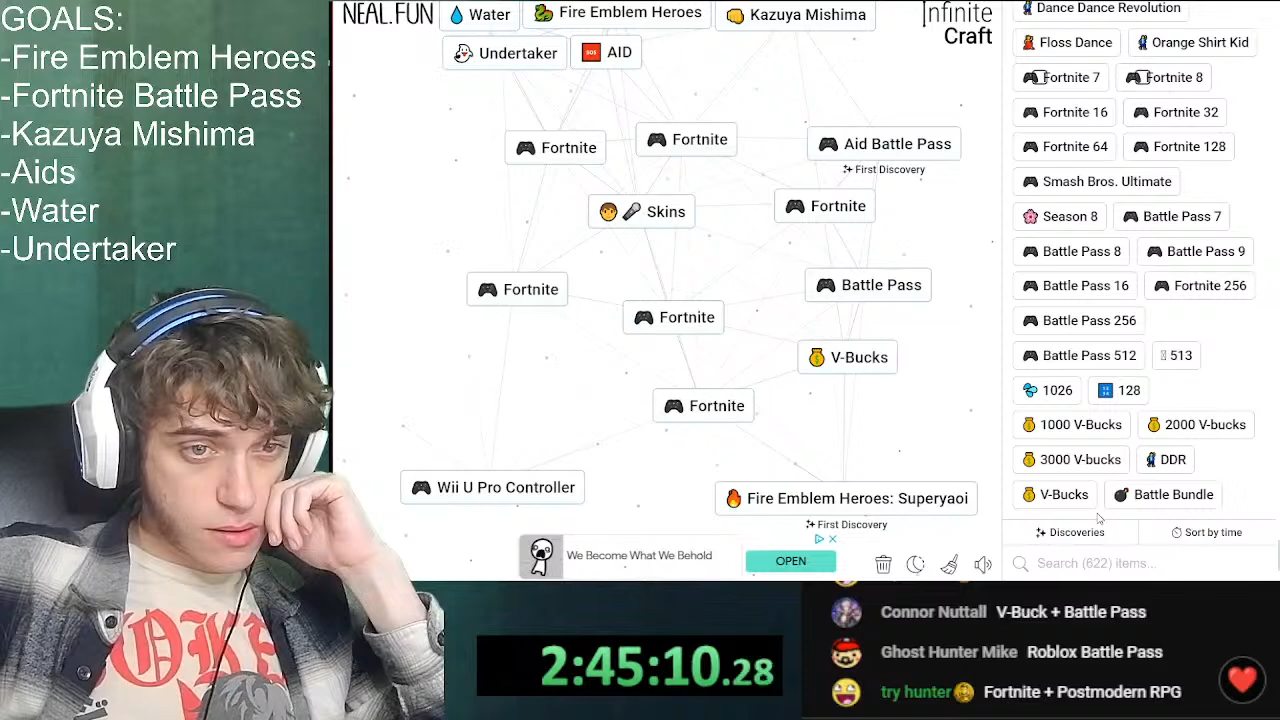 GOALS:
-Fire Emblem Heroes
-Fortnite Battle Pass
-Kazuya Mishima
-Aids
-Water
-Undertaker
NEAL.FUN
Water
Fire Emblem Heroes
Kazuya Mishima
Infinite
Craft
Undertaker
SOS AID
Fortnite
Fortnite
Aid Battle Pass
First Discovery
Skins
Fortnite
Fortnite
Battle Pass
Fortnite
V-Bucks
Fortnite
Wii U Pro Controller
Fire Emblem Heroes: Superyaoi
First Discovery
We Become What We Behold
OPEN
Dance Dance Revolution
Floss Dance
Orange Shirt Kid
Fortnite 7
Fortnite 8
Fortnite 16
Fortnite 32
Fortnite 64
Fortnite 128
Smash Bros. Ultimate
Season 8
Battle Pass 7
Battle Pass 8
Battle Pass 9
Battle Pass 16
Fortnite 256
Battle Pass 256
Battle Pass 512
513
1026
128
1000 V-Bucks
2000 V-bucks
3000 V-bucks
DDR
V-Bucks
Battle Bundle
Discoveries
Sort by time
Search (622) items...
2:45:10.28
Connor Nuttall V-Buck + Battle Pass
Ghost Hunter Mike Roblox Battle Pass
try hunter Fortnite + Postmodern RPG